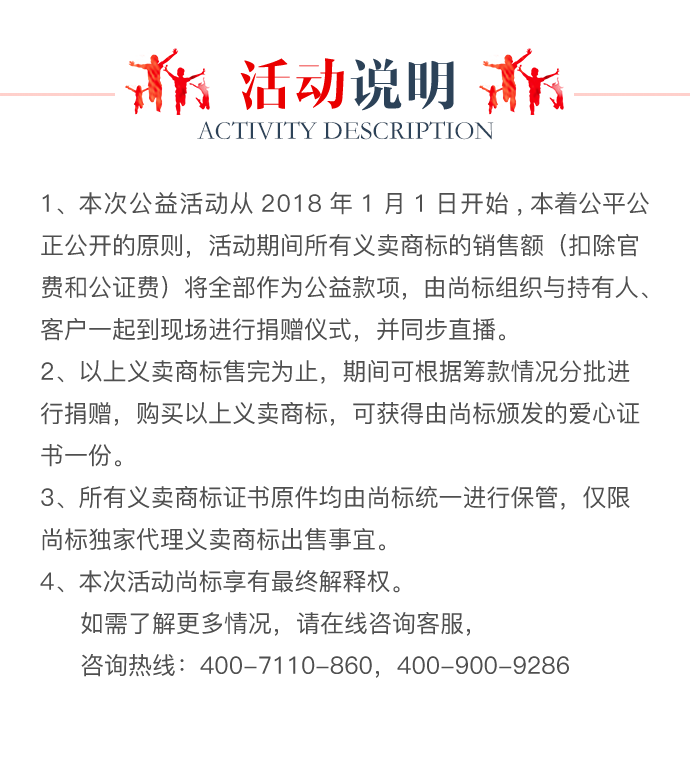 活动说明
ACTIVITY DESCRIPTION
1、本次公益活动从 2018 年 1 月 1 日开始 , 本着公平公
正公开的原则，活动期间所有义卖商标的销售额（扣除官
费和公证费）将全部作为公益款项，由尚标组织与持有人、
客户一起到现场进行捐赠仪式，并同步直播。
2、以上义卖商标售完为止，期间可根据筹款情况分批进
行捐赠，购买以上义卖商标，可获得由尚标颁发的爱心证
书一份。
3、所有义卖商标证书原件均由尚标统一进行保管，仅限
尚标独家代理义卖商标出售事宜。
4、本次活动尚标享有最终解释权。
如需了解更多情况，请在线咨询客服，
咨询热线：400-7110-860，400-900-9286